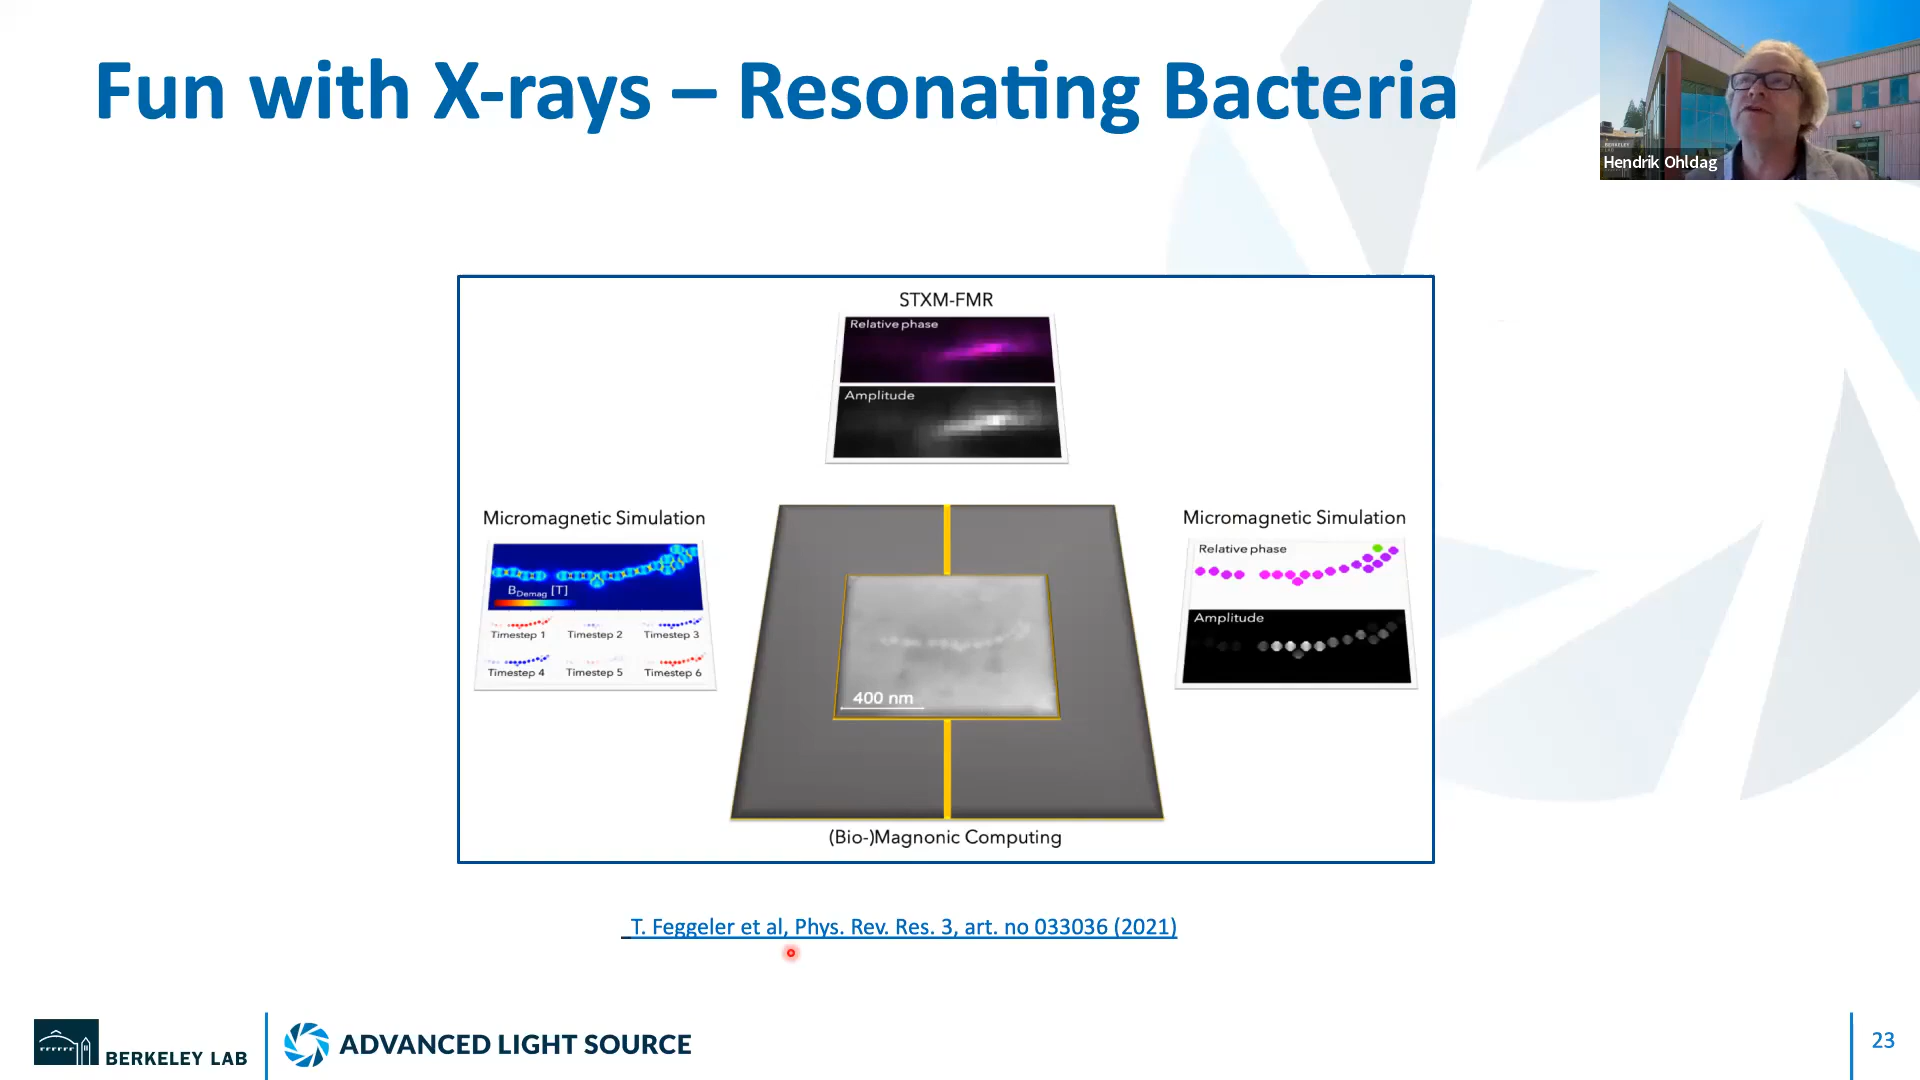 Fun with X-rays – Resonating Bacteria
BERKELEY
LAB
Hendrik Ohldag
STXM-FMR
Relative phase
Amplitude
Micromagnetic Simulation
B_Demag [T]
Timestep 1 Timestep 2 Timestep 3
Timestep 4 Timestep 5 Timestep 6
Micromagnetic Simulation
Relative phase
Amplitude
400 nm
(Bio-)Magnonic Computing
T. Feggeler et al, Phys. Rev. Res. 3, art. no 033036 (2021)
BERKELEY LAB
ADVANCED LIGHT SOURCE
23